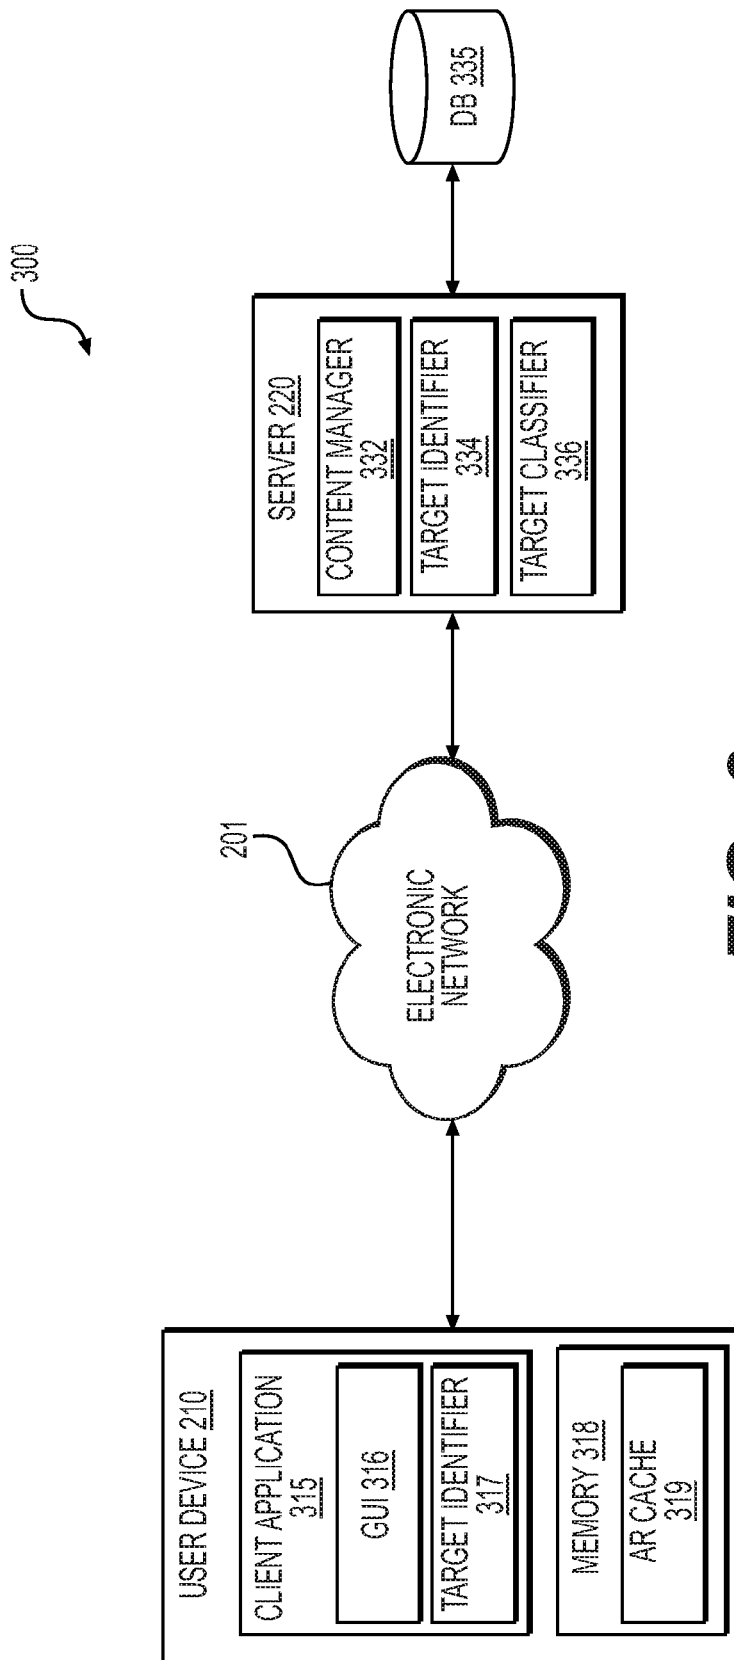 300
USER DEVICE 210
CLIENT APPLICATION
315
GUI 316
TARGET IDENTIFIER
317
MEMORY 318
AR CACHE
319
201
ELECTRONIC
NETWORK
SERVER 220
CONTENT MANAGER
332
TARGET IDENTIFIER
334
TARGET CLASSIFIER
336
DB 335